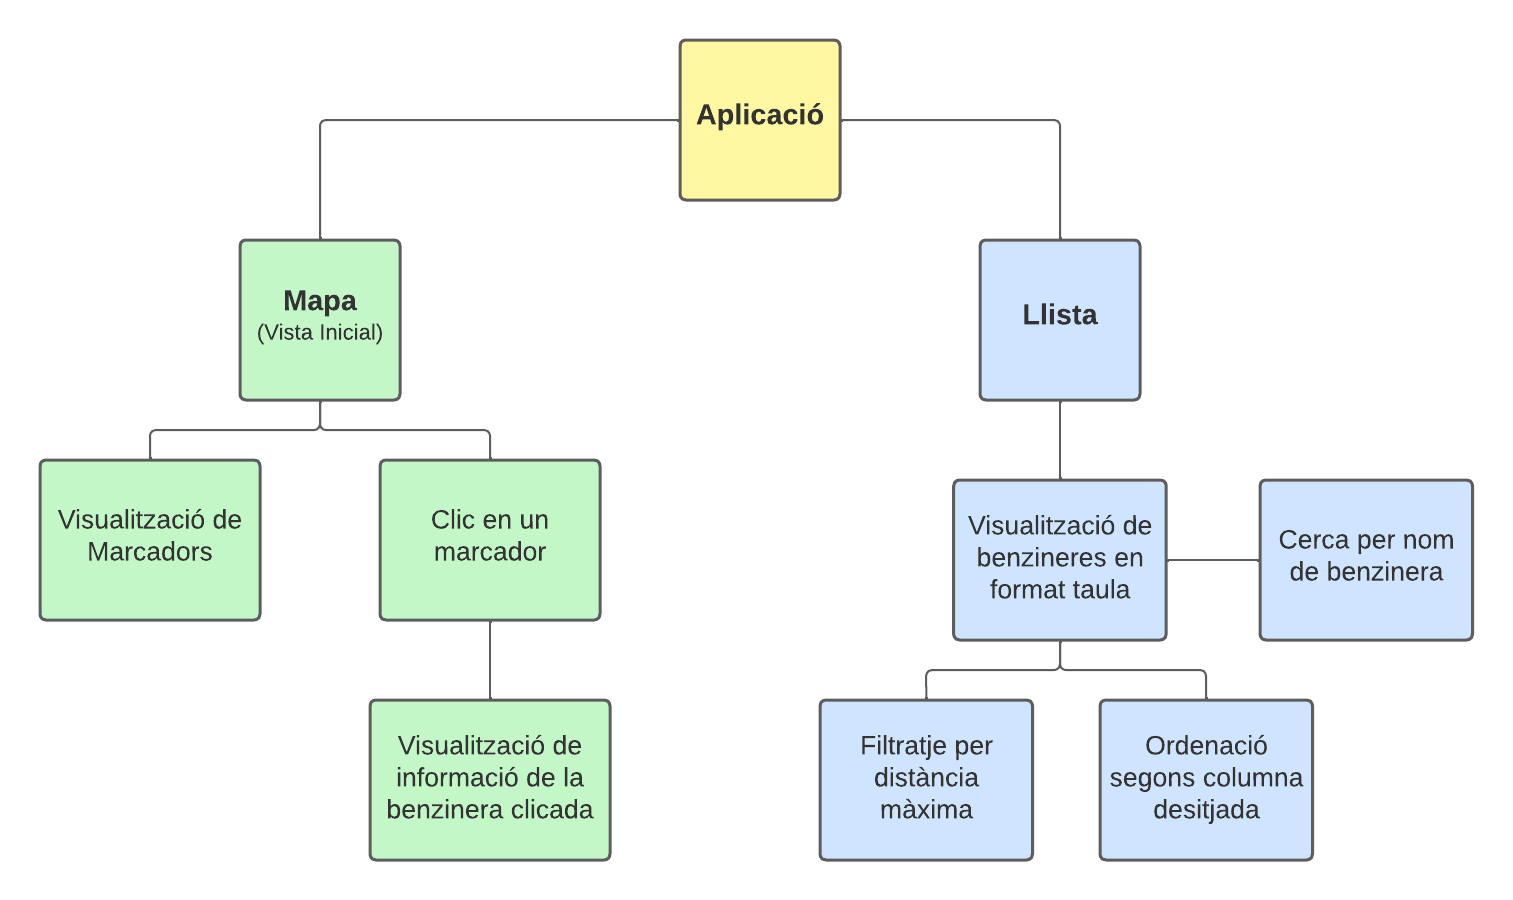 Aplicació
Mapa
(Vista Inicial)
Llista
Visualització de
Marcadors
Clic en un
marcador
Visualització de
benzineres en
format taula
Cerca per nom
de benzinera
Visualització de
informació de la
benzinera clicada
Filtratje per
distància
màxima
Ordenació
segons columna
desitjada